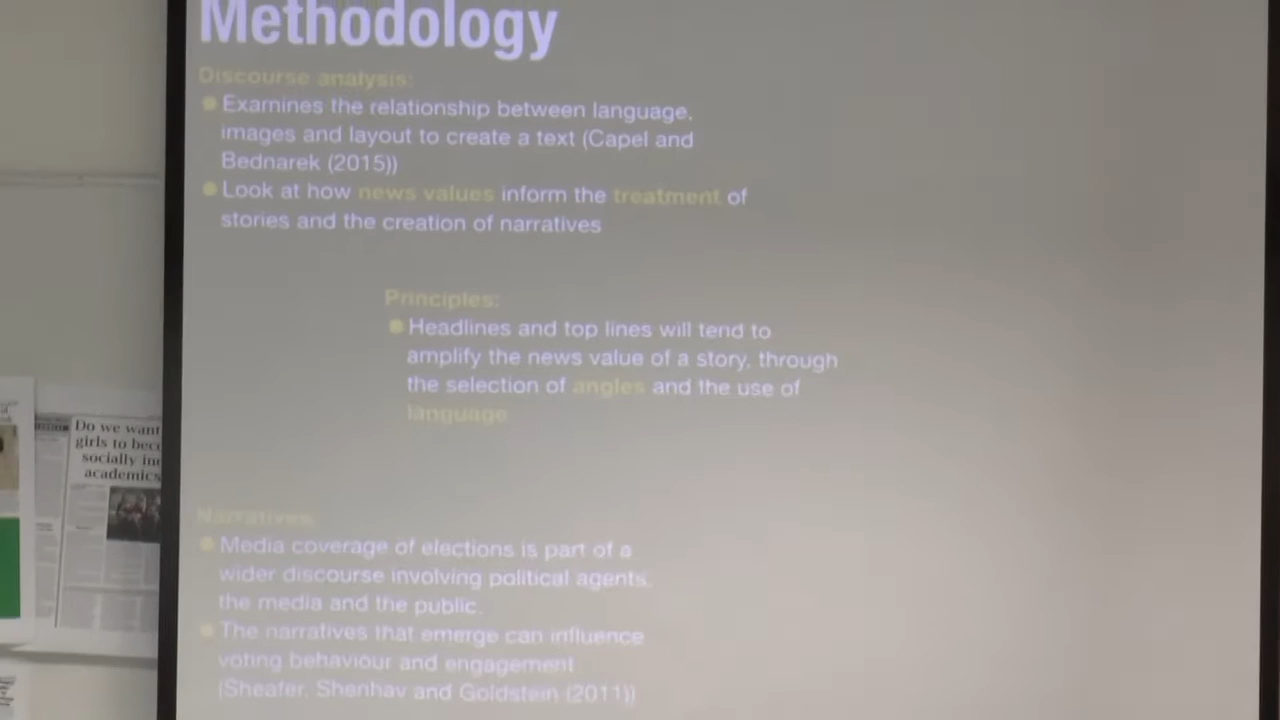 Methodology
Discourse analysis:
Examines the relationship between language,
images and layout to create a text (Capel and
Bednarek (2015))
Look at how news values inform the treatment of
stories and the creation of narratives
Principles:
Headlines and top lines will tend to
amplify the news value of a story, through
the selection of angles and the use of
language
Do we want
girls to bec
socially in
academics
Narratives
Media coverage of elections is part of a
wider discourse involving political agents,
the media and the public.
The narratives that emerge can influence
voting behaviour and engagement
(Sheafer, Shenhav and Goldstein (2011))